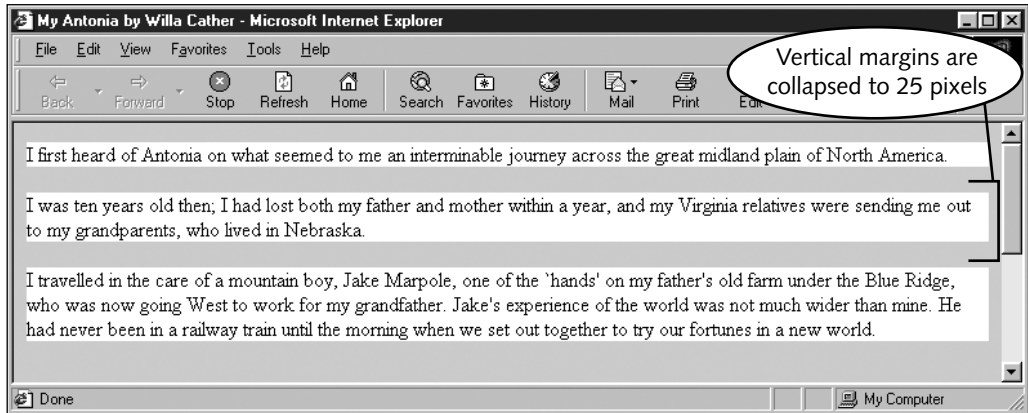 My Antonia by Willa Cather - Microsoft Internet Explorer
File Edit View Favorites Tools Help
Vertical margins are
collapsed to 25 pixels
Back Forward Stop Refresh Home Search Favorites History Mail Print Edit
I first heard of Antonia on what seemed to me an interminable journey across the great midland plain of North America.
I was ten years old then; I had lost both my father and mother within a year, and my Virginia relatives were sending me out
to my grandparents, who lived in Nebraska.
I travelled in the care of a mountain boy, Jake Marpole, one of the `hands' on my father's old farm under the Blue Ridge,
who was now going West to work for my grandfather. Jake's experience of the world was not much wider than mine. He
had never been in a railway train until the morning when we set out together to try our fortunes in a new world.
Done My Computer